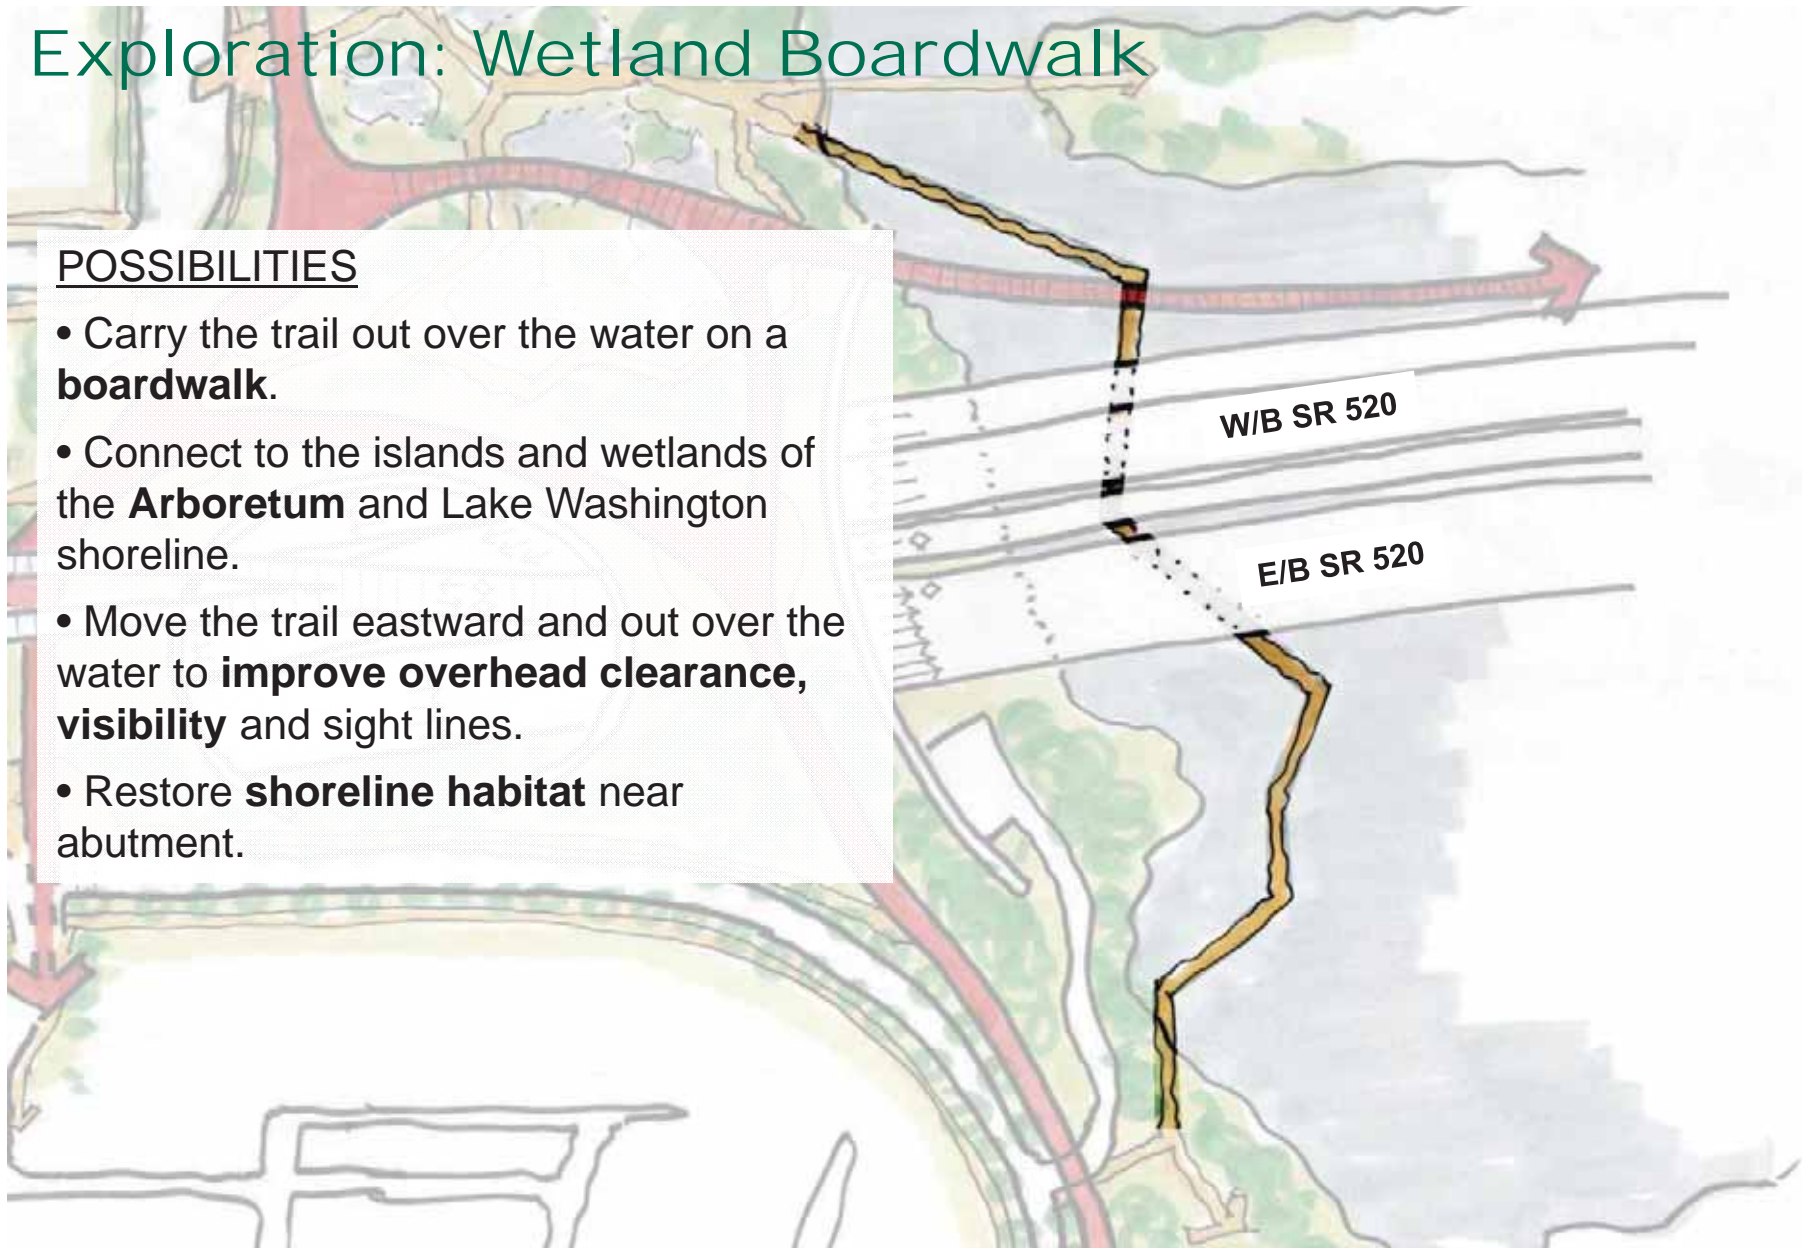 Exploration: Wetland Boardwalk
POSSIBILITIES
• Carry the trail out over the water on a
boardwalk.
• Connect to the islands and wetlands of
the Arboretum and Lake Washington
shoreline.
• Move the trail eastward and out over the
water to improve overhead clearance,
visibility and sight lines.
• Restore shoreline habitat near
abutment.
W/B SR 520
E/B SR 520